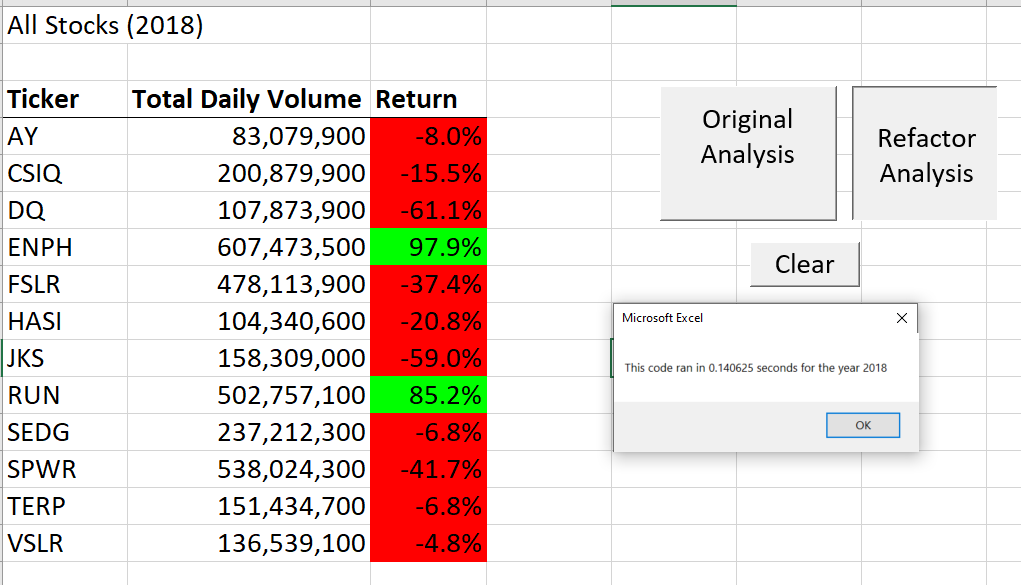 All Stocks (2018)
Ticker Total Daily Volume Return
AY 83,079,900 -8.0%
CSIQ 200,879,900 -15.5%
DQ 107,873,900 -61.1%
ENPH 607,473,500 97.9%
FSLR 478,113,900 -37.4%
HASI 104,340,600 -20.8%
JKS 158,309,000 -59.0%
RUN 502,757,100 85.2%
SEDG 237,212,300 -6.8%
SPWR 538,024,300 -41.7%
TERP 151,434,700 -6.8%
VSLR 136,539,100 -4.8%
Original
Analysis
Refactor
Analysis
Clear
Microsoft Excel
This code ran in 0.140625 seconds for the year 2018
OK